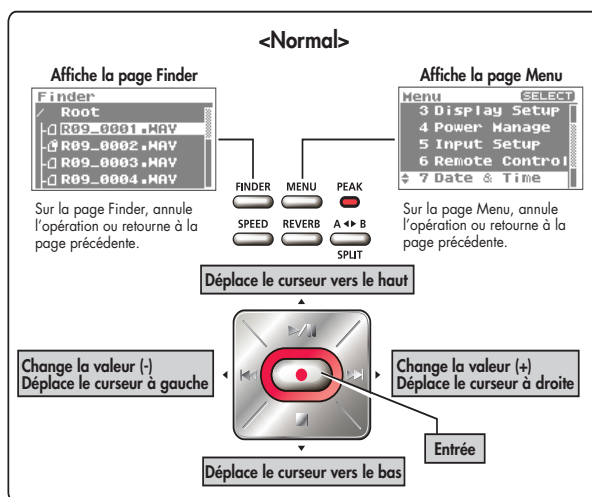 <Normal>
Affiche la page Finder
Finder
/ Root
R09_0001.WAV
R09_0002.WAV
R09_0003.WAV
R09_0004.WAV
Sur la page Finder, annule
l'opération ou retourne à la
page précédente.
Affiche la page Menu
Menu SELECT
3 Display Setup
4 Power Manage
5 Input Setup
6 Remote Control
7 Date & Time
Sur la page Menu, annule
l'opération ou retourne à la
page précédente.
FINDER MENU PEAK
SPEED REVERB A◄►B
SPLIT
Déplace le curseur vers le haut
Change la valeur (-)
Déplace le curseur à gauche
Change la valeur (+)
Déplace le curseur à droite
Entrée
Déplace le curseur vers le bas